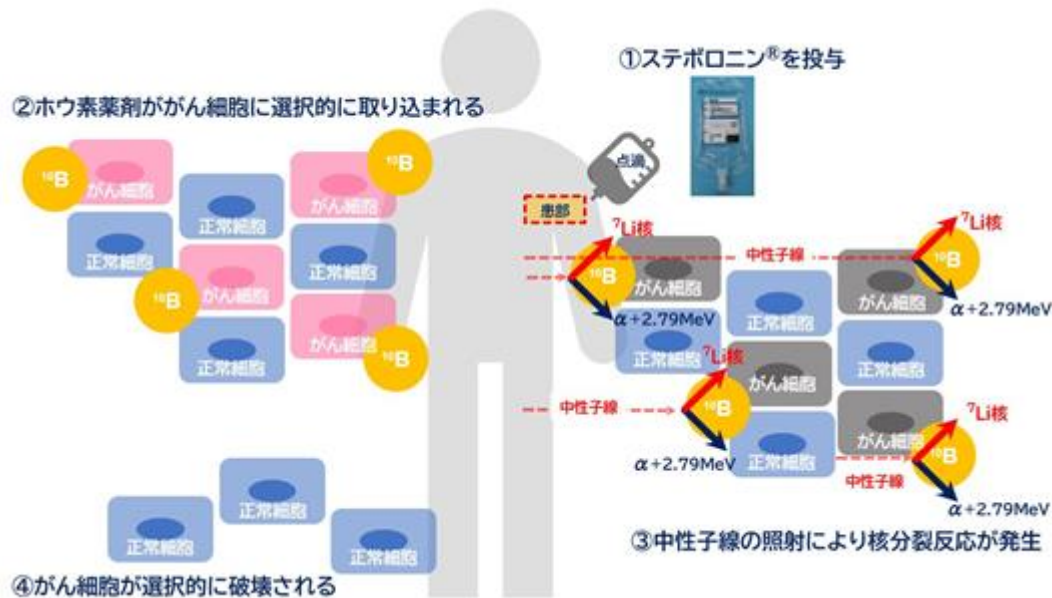 ①ステボロニン®を投与
②ホウ素薬剤ががん細胞に選択的に取り込まれる
¹⁰B
がん細胞
¹⁰B
がん細胞
正常細胞
正常細胞
正常細胞
¹⁰B
がん細胞
正常細胞
がん細胞
¹⁰B
点滴
患部
⁷Li核
中性子線
⁷Li核
¹⁰B
がん細胞
がん細胞
¹⁰B
α+2.79MeV
正常細胞
α+2.79MeV
正常細胞
⁷Li核
がん細胞
正常細胞
中性子線
¹⁰B
⁷Li核
がん細胞
¹⁰B
α+2.79MeV
正常細胞
中性子線
α+2.79MeV
③中性子線の照射により核分裂反応が発生
正常細胞
正常細胞
正常細胞
④がん細胞が選択的に破壊される